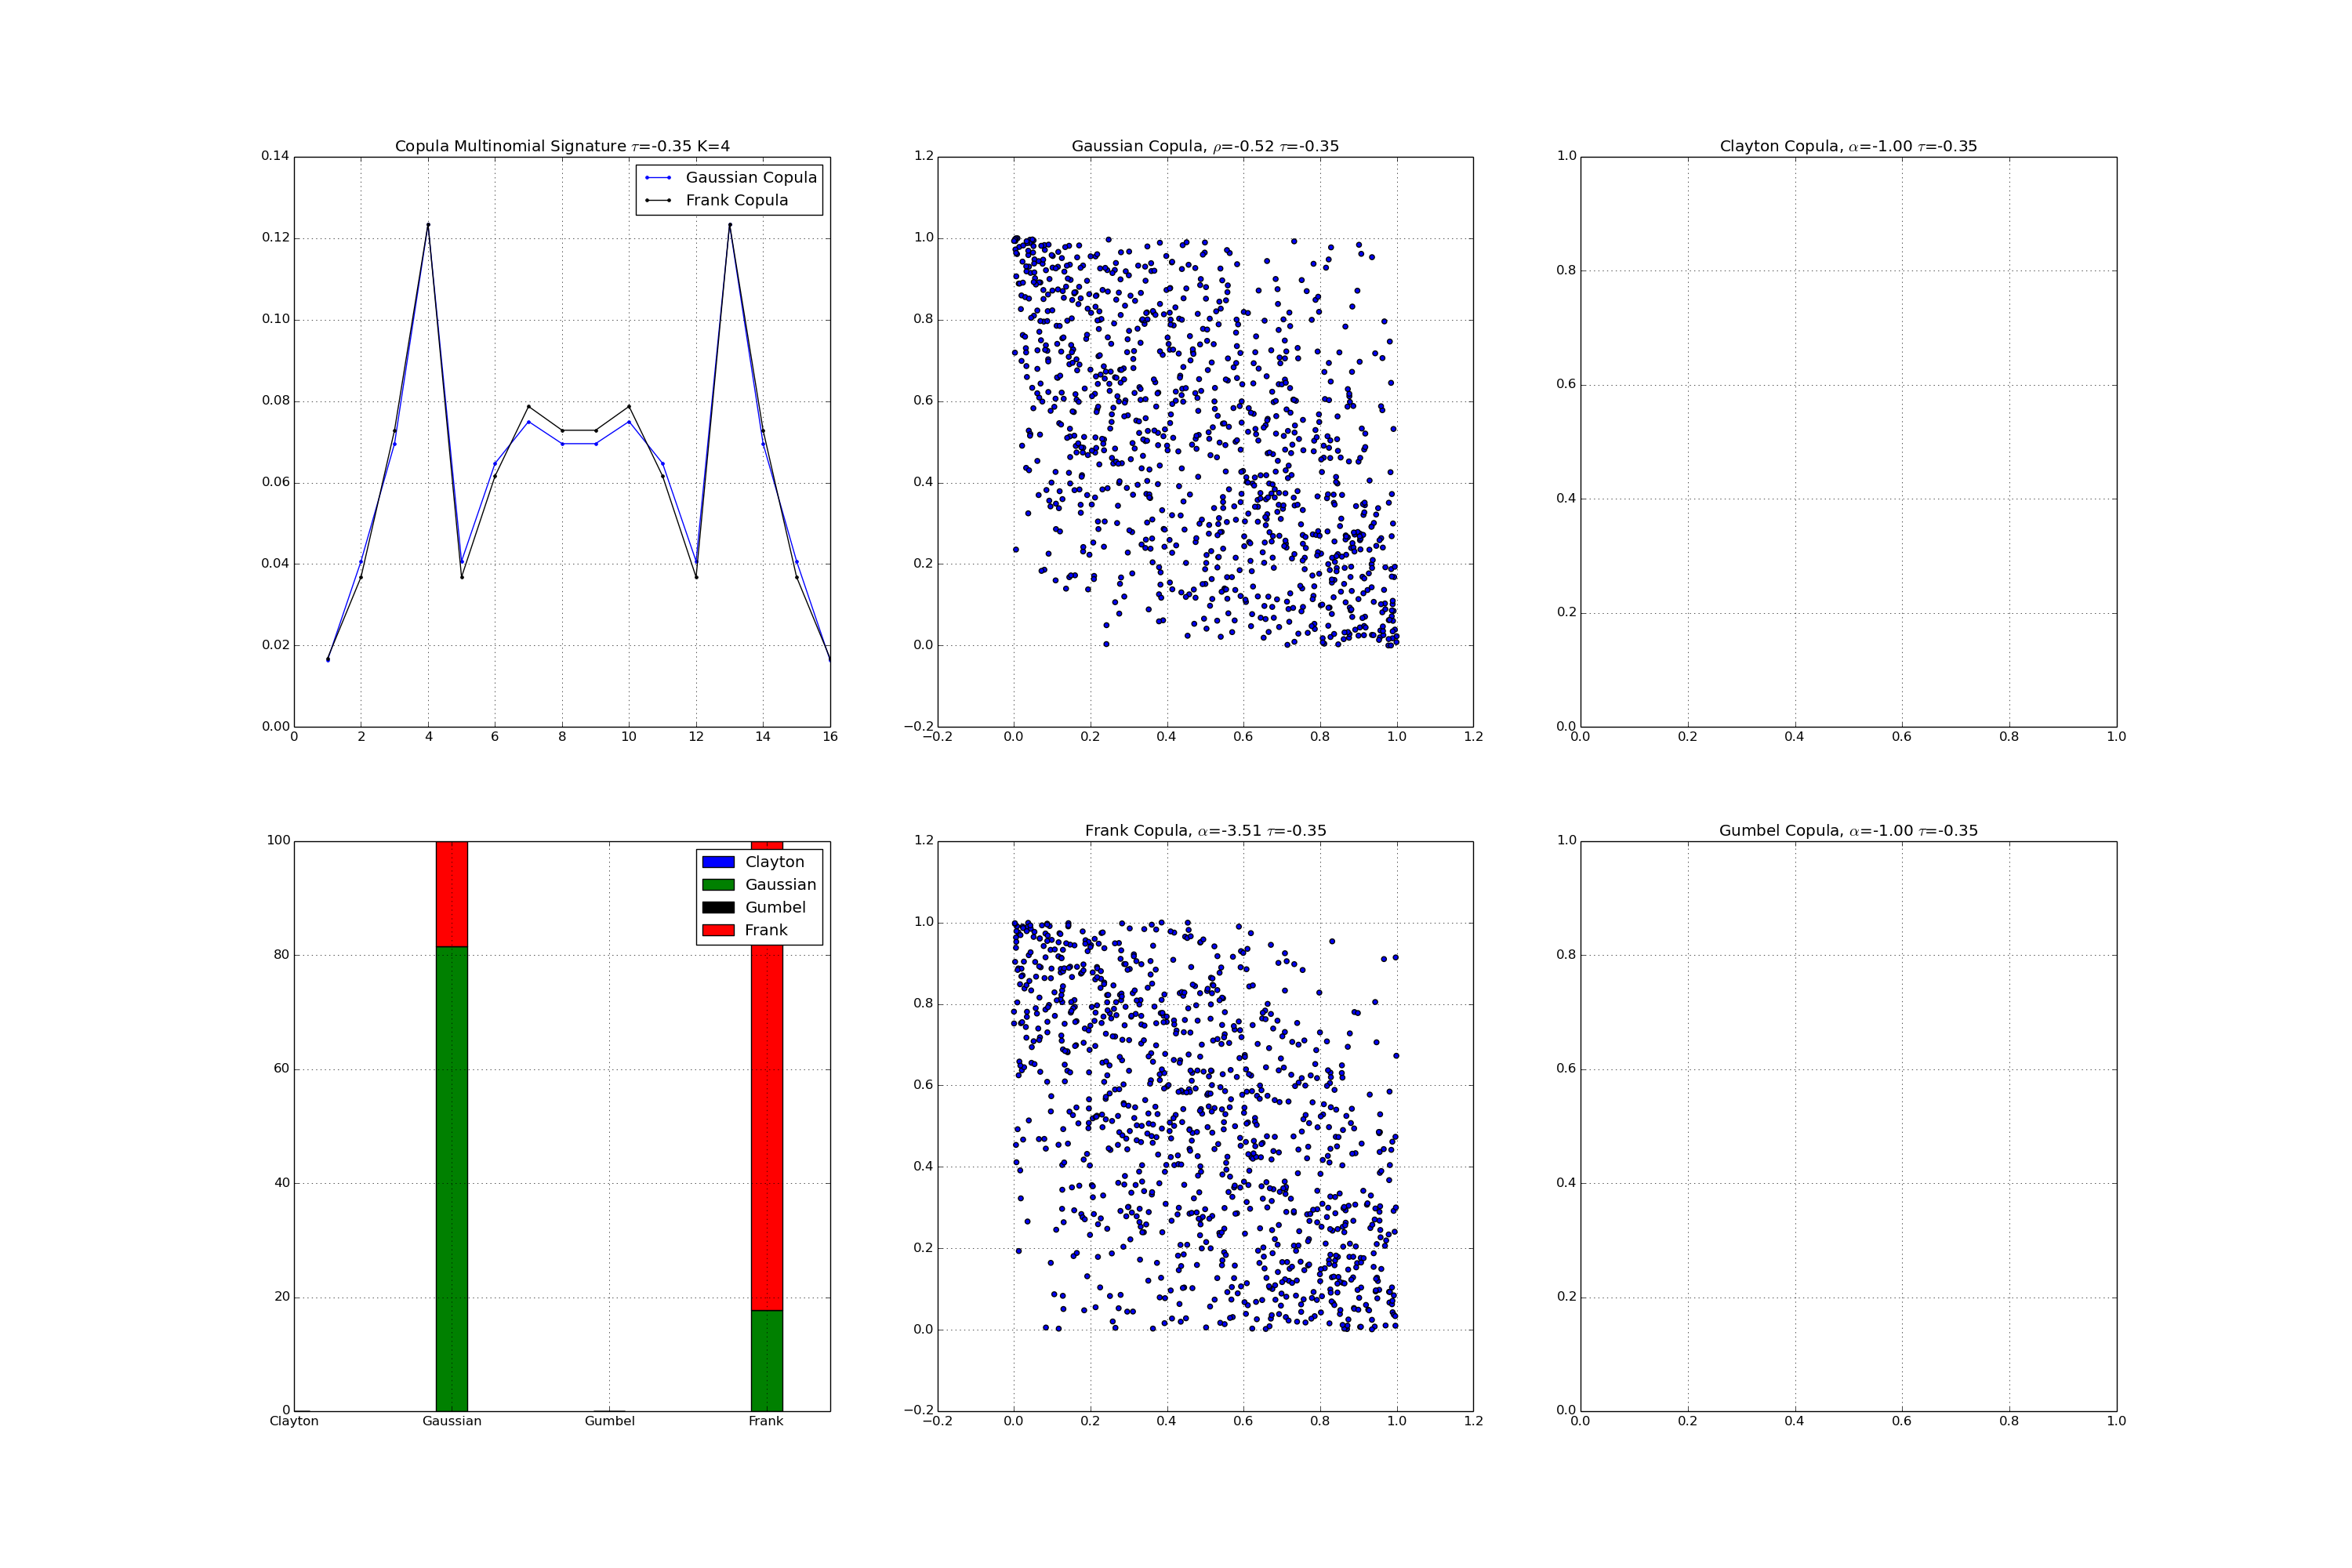 Copula Multinomial Signature τ=-0.35 K=4
0.14
0.12
0.10
0.08
0.06
0.04
0.02
0.00
0 2 4 6 8 10 12 14 16
Gaussian Copula
Frank Copula
Gaussian Copula, ρ=-0.52 τ=-0.35
1.2
1.0
0.8
0.6
0.4
0.2
0.0
−0.2
−0.2 0.0 0.2 0.4 0.6 0.8 1.0 1.2
Clayton Copula, α=-1.00 τ=-0.35
1.0
0.8
0.6
0.4
0.2
0.0
0.0 0.2 0.4 0.6 0.8 1.0
100
80
60
40
20
0
Clayton Gaussian Gumbel Frank
Clayton
Gaussian
Gumbel
Frank
Frank Copula, α=-3.51 τ=-0.35
1.2
1.0
0.8
0.6
0.4
0.2
0.0
−0.2
−0.2 0.0 0.2 0.4 0.6 0.8 1.0 1.2
Gumbel Copula, α=-1.00 τ=-0.35
1.0
0.8
0.6
0.4
0.2
0.0
0.0 0.2 0.4 0.6 0.8 1.0